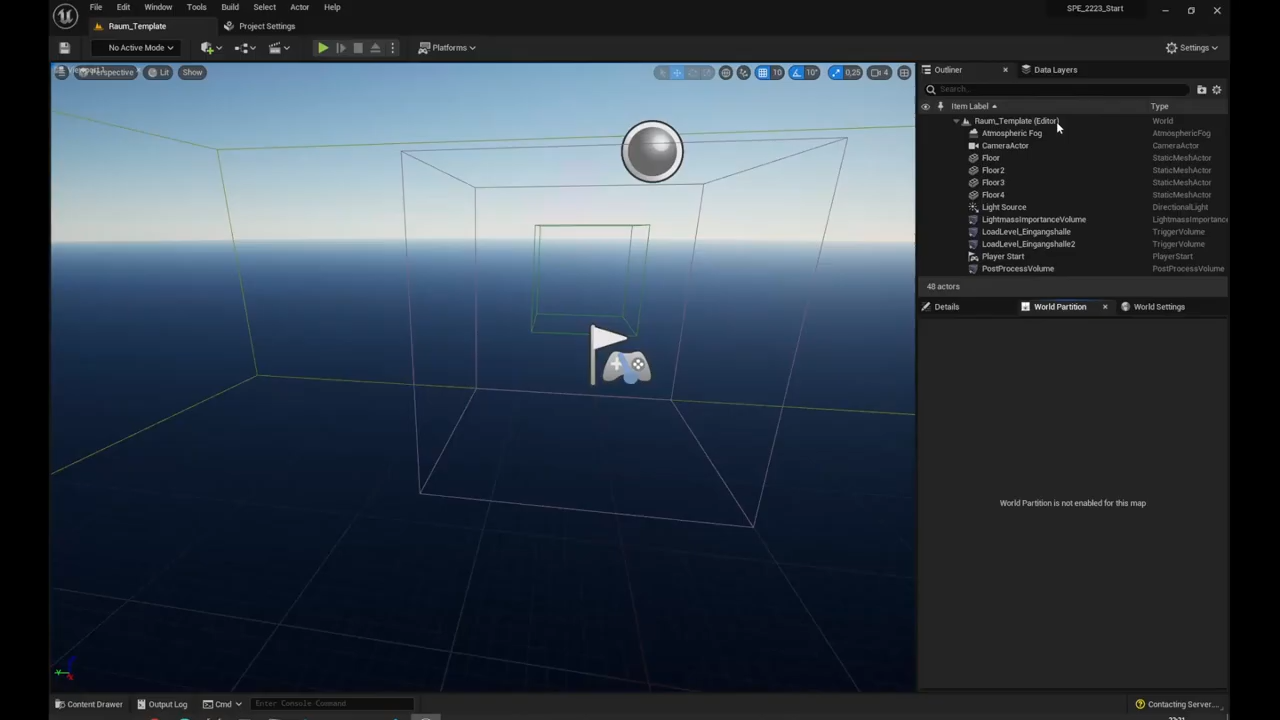 File Edit Window Tools Build Select Actor Help
SPE_2223_Start
Raum_Template
Project Settings
No Active Mode
Platforms
Settings
Perspective
Lit
Show
10
10°
0,25
4
Outliner
Data Layers
Search...
Item Label
Type
Raum_Template (Editor) World
Atmospheric Fog AtmosphericFog
CameraActor CameraActor
Floor StaticMeshActor
Floor2 StaticMeshActor
Floor3 StaticMeshActor
Floor4 StaticMeshActor
Light Source DirectionalLight
LightmassImportanceVolume LightmassImportance
LoadLevel_Eingangshalle TriggerVolume
LoadLevel_Eingangshalle2 TriggerVolume
Player Start PlayerStart
PostProcessVolume PostProcessVolume
48 actors
Details
World Partition
World Settings
World Partition is not enabled for this map
Content Drawer
Output Log
Cmd
Enter Console Command
Contacting Server...